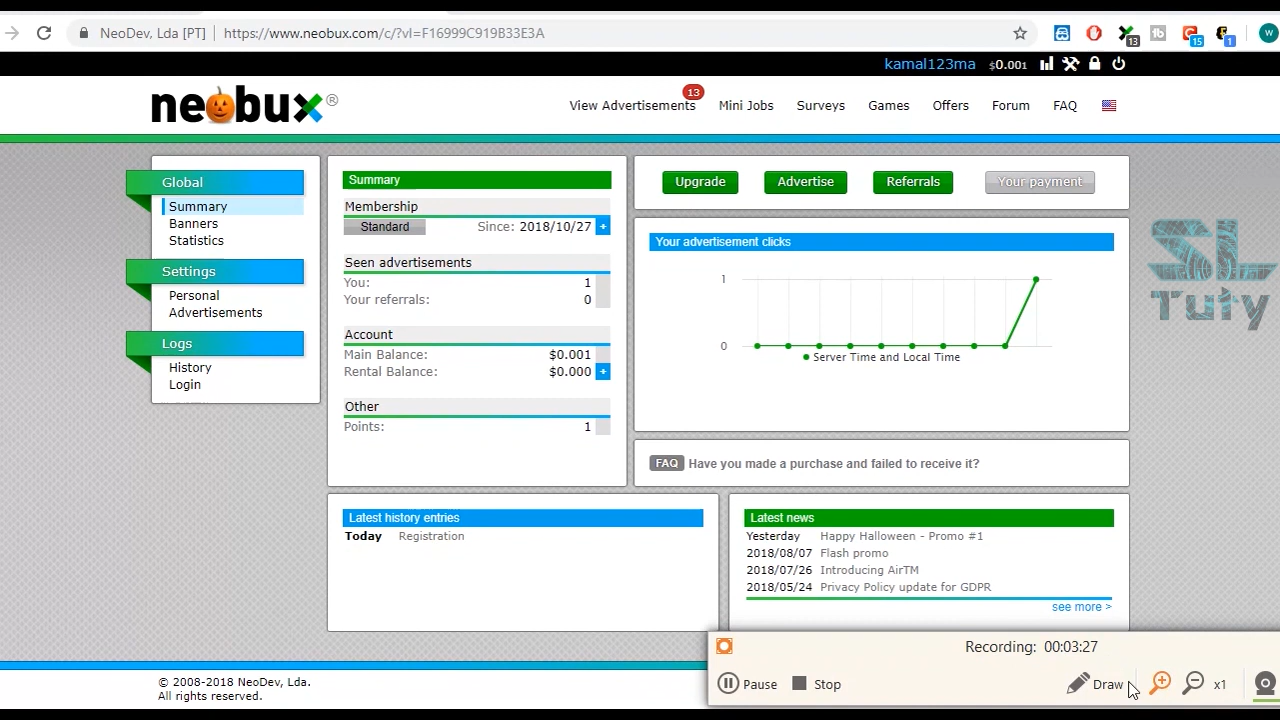 NeoDev, Lda [PT] https://www.neobux.com/c/?vl=F16999C919B33E3A
13 15 1 W
kamal123ma $0.001
neobux®
View Advertisements 13 Mini Jobs Surveys Games Offers Forum FAQ
Global
Summary
Banners
Statistics
Settings
Personal
Advertisements
Logs
History
Login
Summary
Membership
Standard Since: 2018/10/27 +
Seen advertisements
You: 1
Your referrals: 0
Account
Main Balance: $0.001
Rental Balance: $0.000 +
Other
Points: 1
Upgrade Advertise Referrals Your payment
Your advertisement clicks
1
0
Server Time and Local Time
SL
Tuty
FAQ Have you made a purchase and failed to receive it?
Latest history entries
Today Registration
Latest news
Yesterday Happy Halloween - Promo #1
2018/08/07 Flash promo
2018/07/26 Introducing AirTM
2018/05/24 Privacy Policy update for GDPR
see more >
Recording: 00:03:27
Pause Stop Draw x1
© 2008-2018 NeoDev, Lda.
All rights reserved.